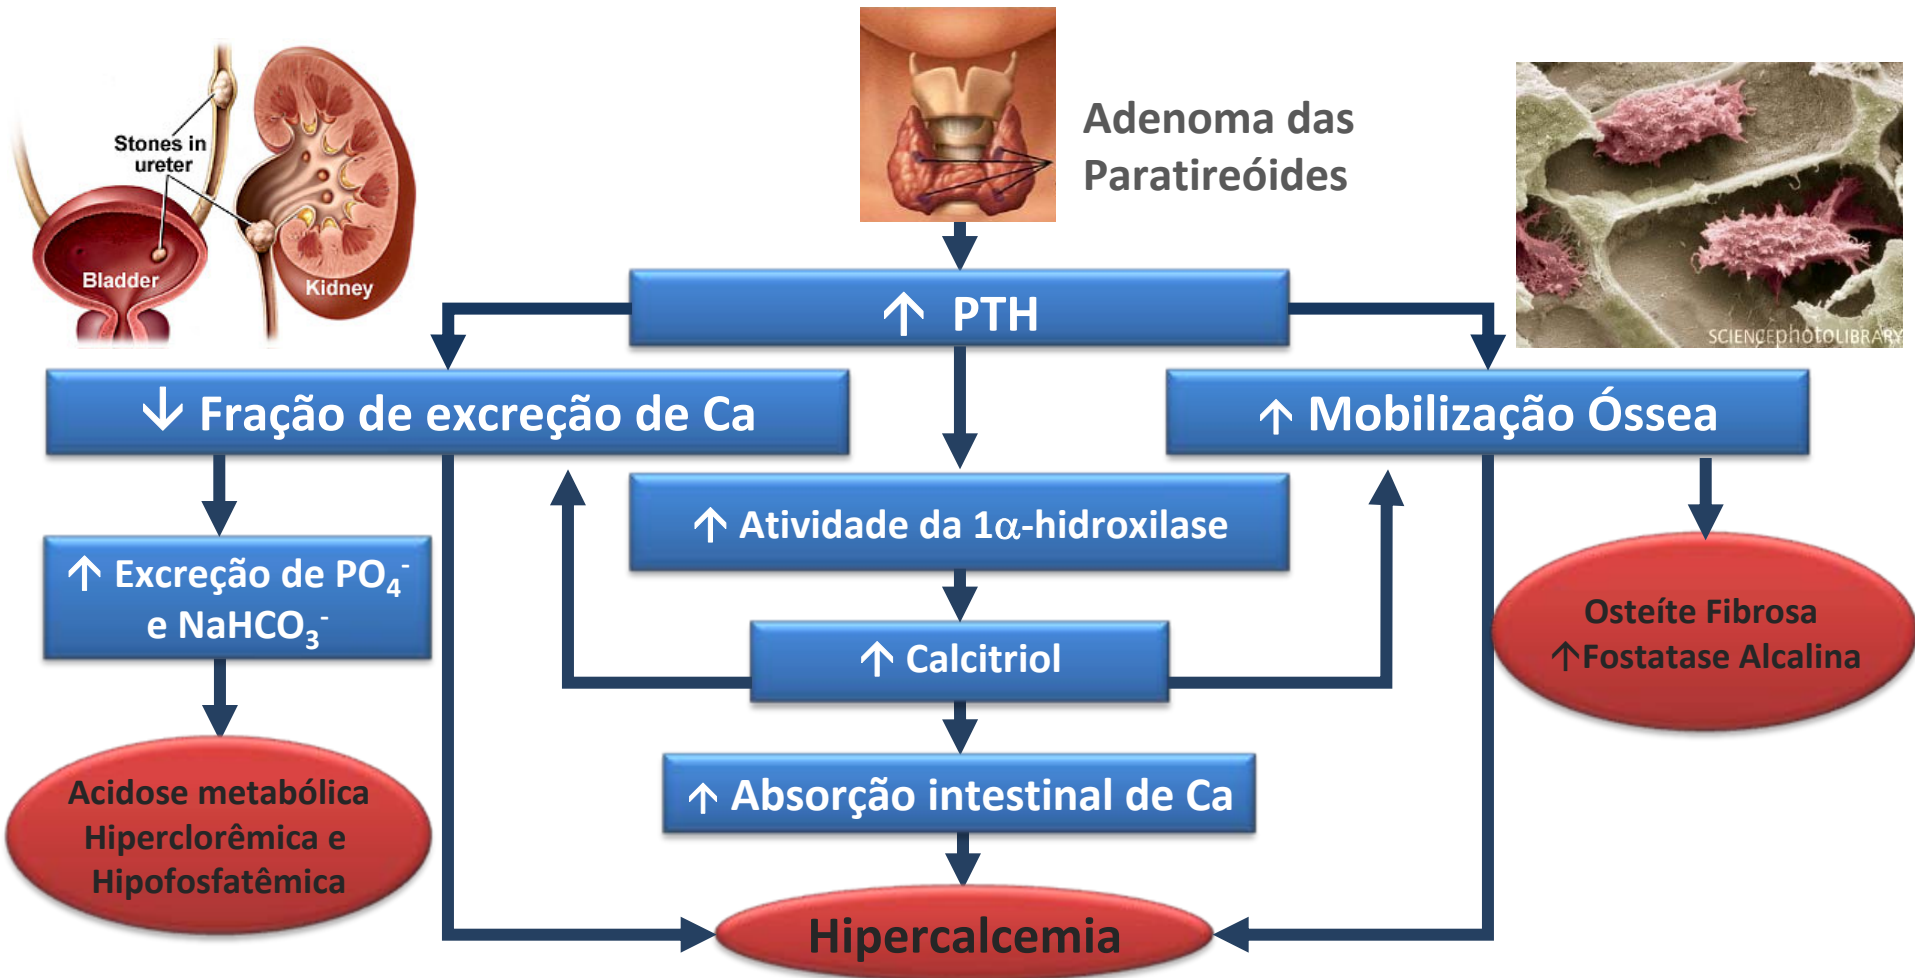 Stones in
ureter
Bladder
Kidney
Adenoma das
Paratireóides
SCIENCEphotoLIBRARY
↑ PTH
↓ Fração de excreção de Ca
↑ Mobilização Óssea
↑ Atividade da 1α-hidroxilase
↑ Excreção de PO₄⁻
e NaHCO₃⁻
↑ Calcitriol
Osteíte Fibrosa
↑Fostatase Alcalina
↑ Absorção intestinal de Ca
Acidose metabólica
Hiperclorêmica e
Hipofosfatêmica
Hipercalcemia